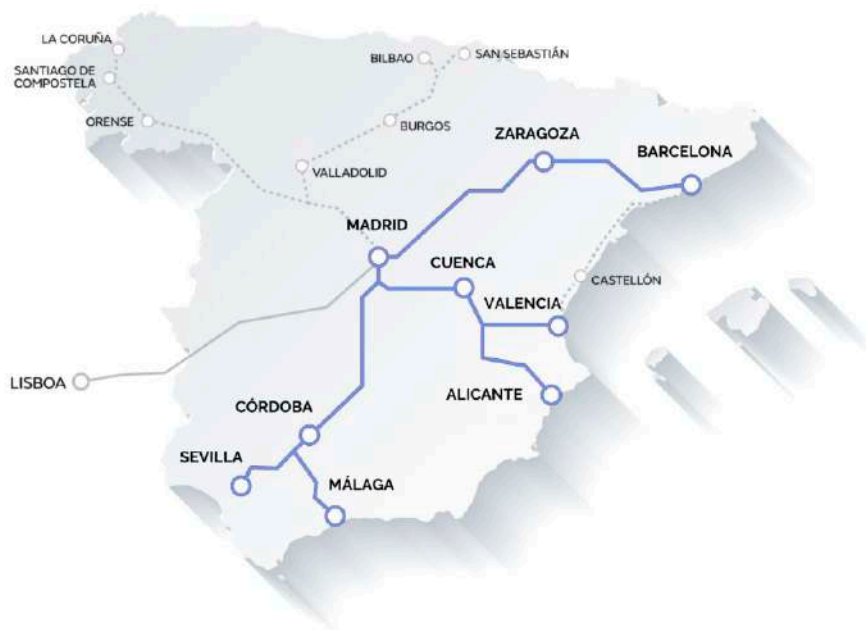 LA CORUÑA
BILBAO
SAN SEBASTIÁN
SANTIAGO DE
COMPOSTELA
ORENSE
BURGOS
ZARAGOZA
BARCELONA
VALLADOLID
MADRID
CUENCA
CASTELLÓN
VALENCIA
LISBOA
ALICANTE
CÓRDOBA
SEVILLA
MÁLAGA